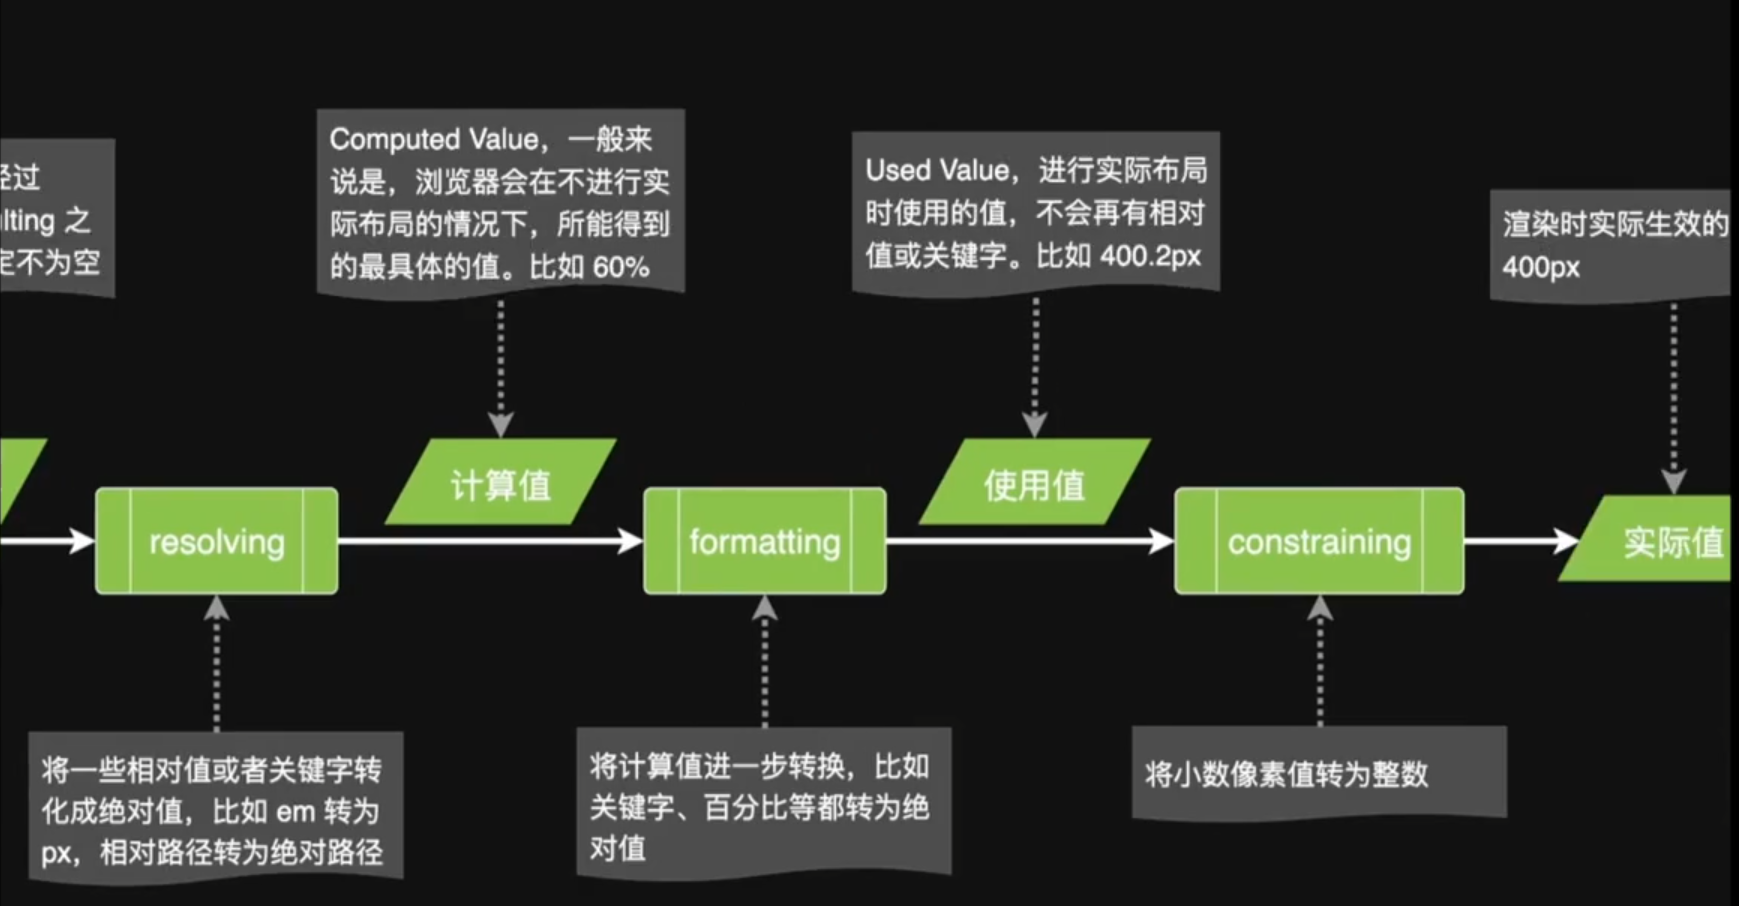 经过
lting 之
定不为空
Computed Value，一般来
说是，浏览器会在不进行实
际布局的情况下，所能得到
的最具体的值。比如 60%
Used Value，进行实际布局
时使用的值，不会再有相对
值或关键字。比如 400.2px
渲染时实际生效的
400px
计算值
使用值
resolving
formatting
constraining
实际值
将一些相对值或者关键字转
化成绝对值，比如 em 转为
px，相对路径转为绝对路径
将计算值进一步转换，比如
关键字、百分比等都转为绝
对值
将小数像素值转为整数